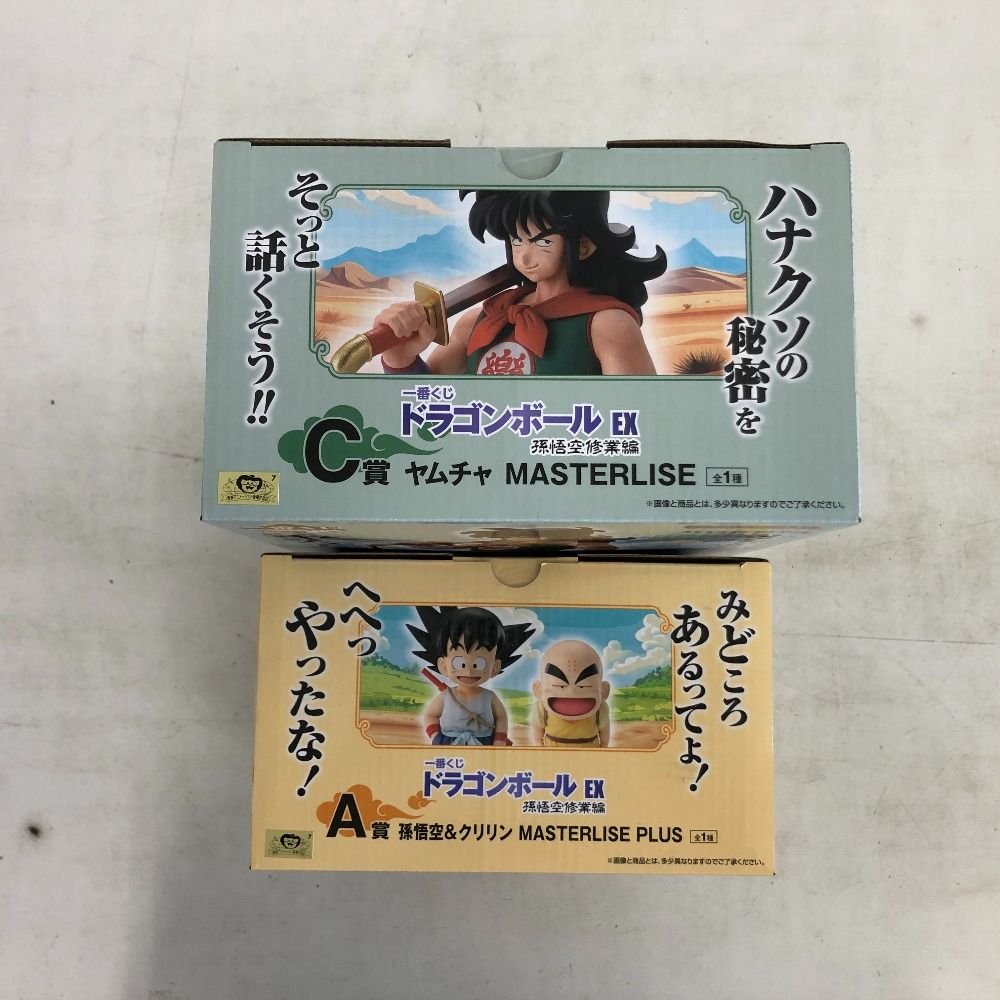 ハナクソの
秘密を
そっと
話くそう!!
一番くじ
ドラゴンボール EX
孫悟空修業編
C賞 ヤムチャ MASTERLISE 全1種
※画像と商品とは、多少異なりますのでご了承ください。
みどころ
あるってよ!
へへっ
やったな!
一番くじ
ドラゴンボール EX
孫悟空修業編
A賞 孫悟空&クリリン MASTERLISE PLUS 全1種
※画像と商品とは、多少異なりますのでご了承ください。